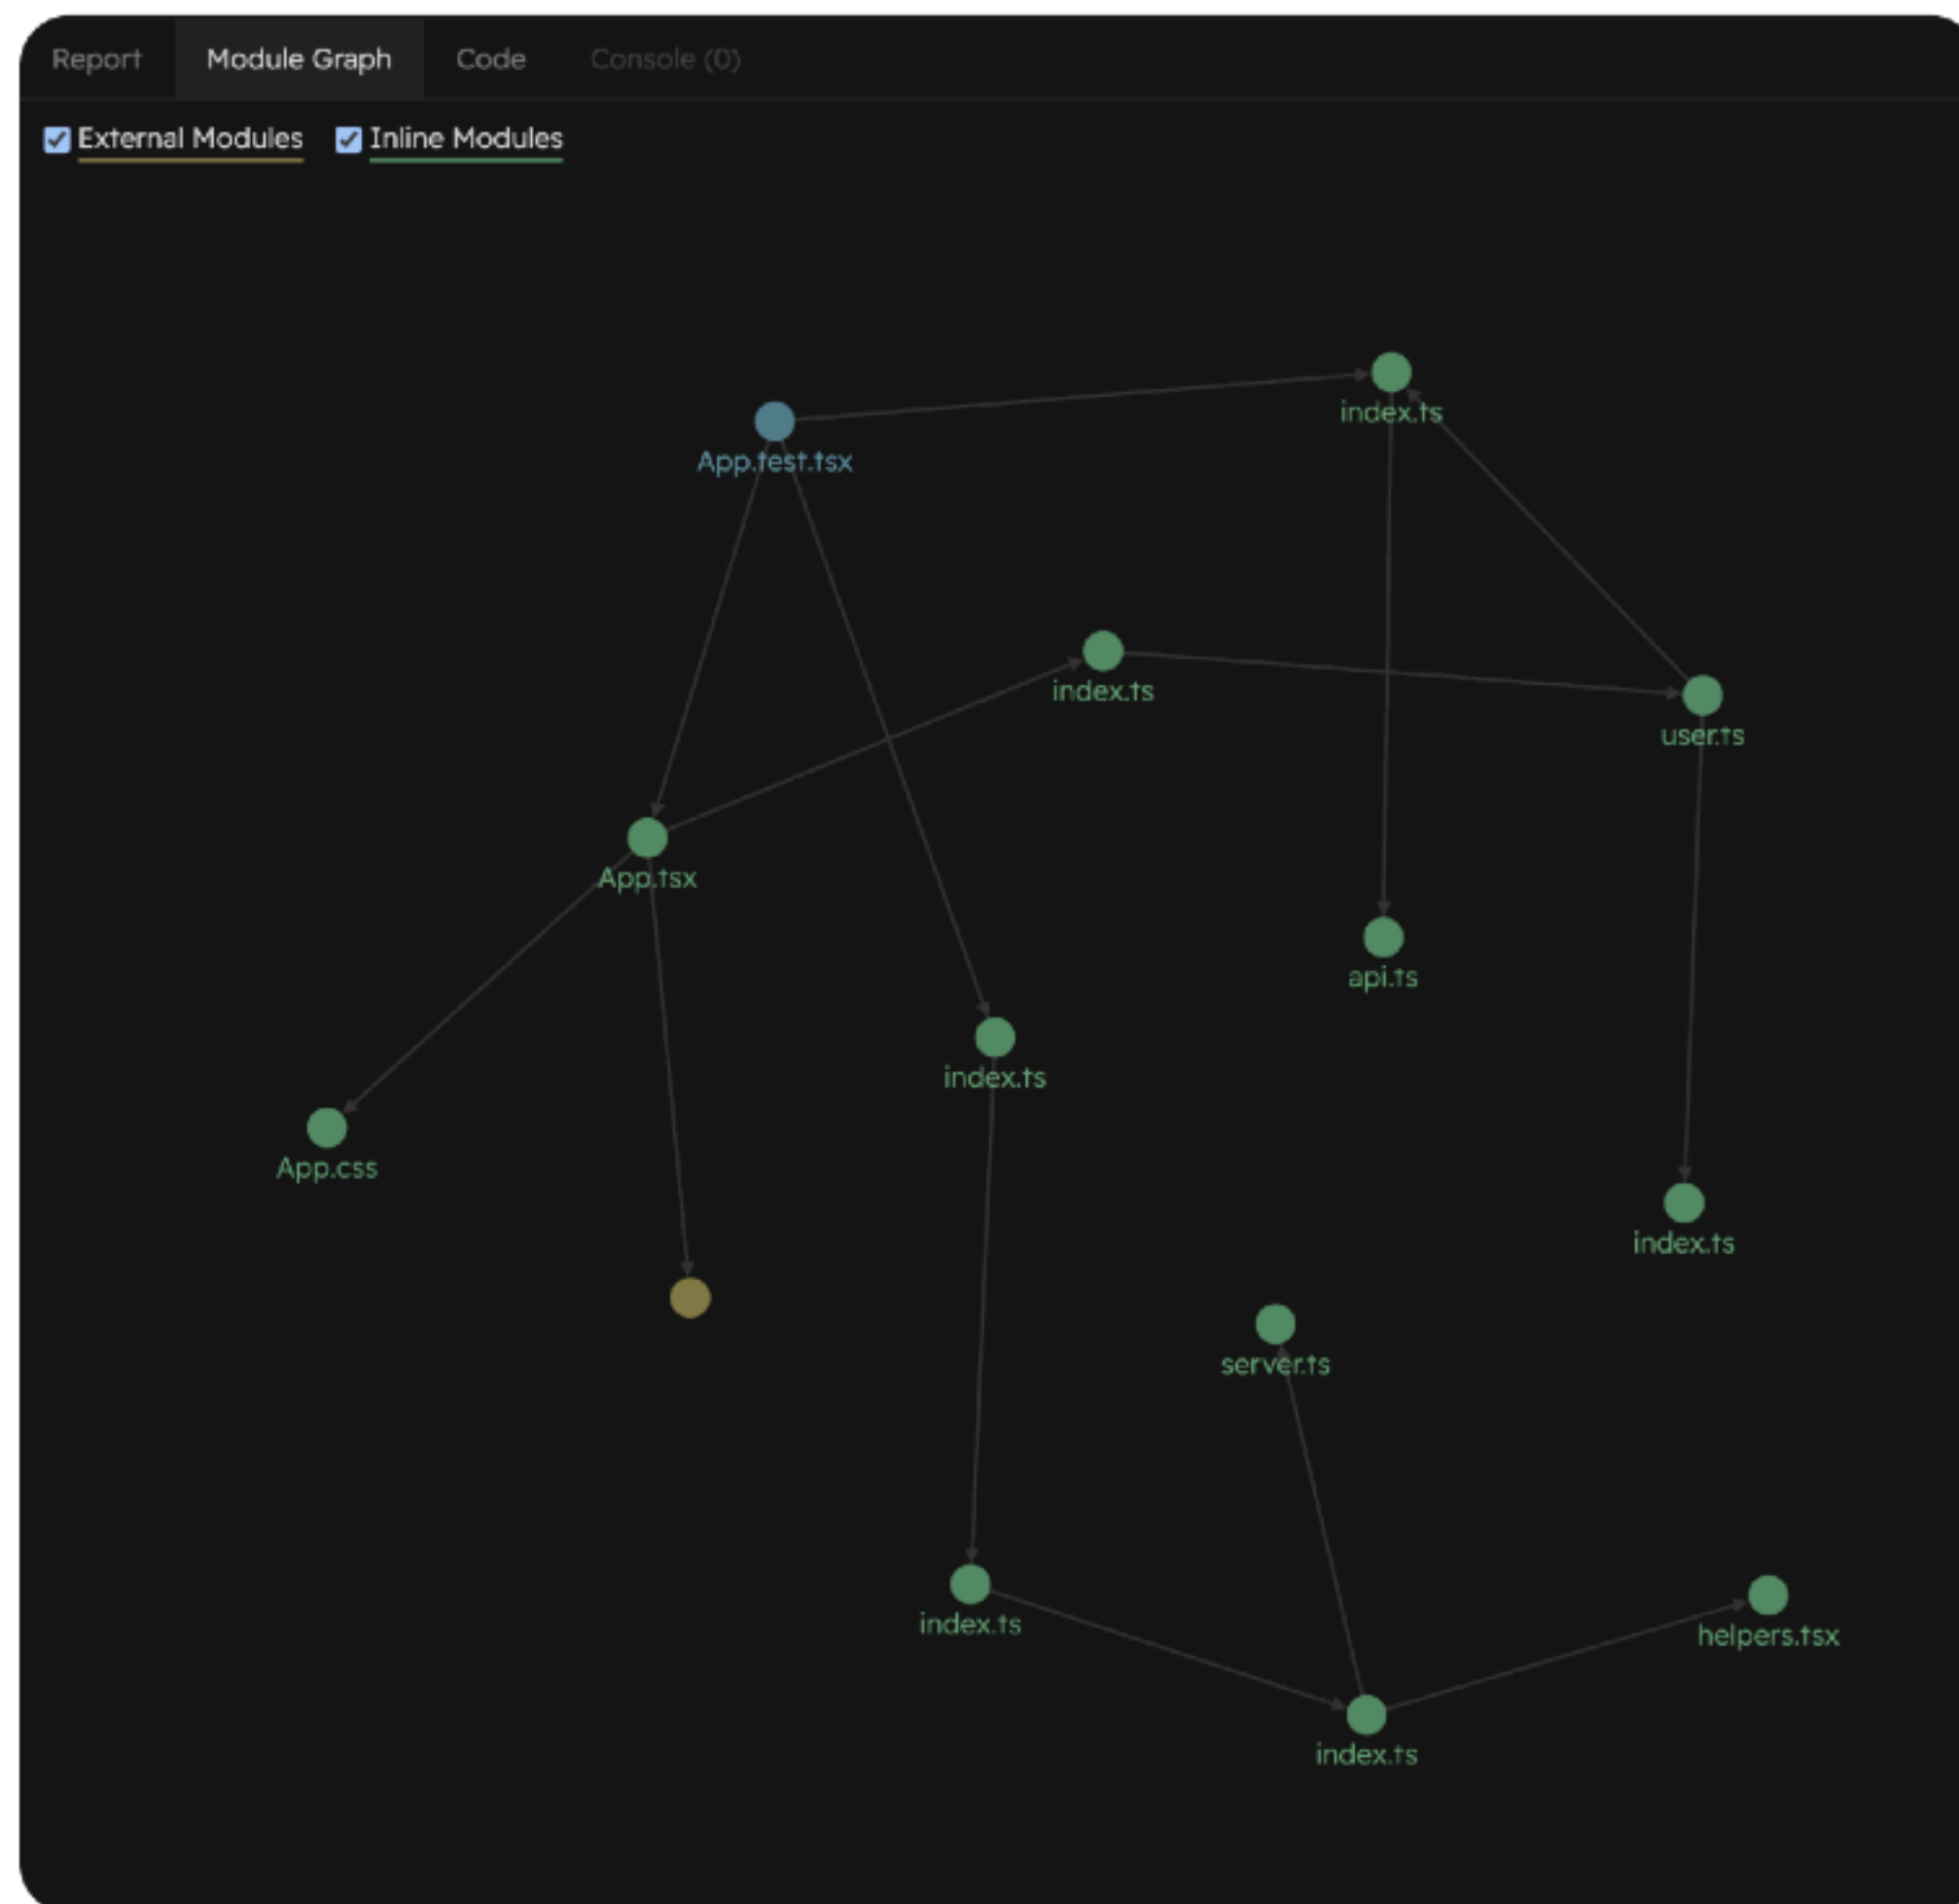 Report Module Graph Code Console (0)
External Modules Inline Modules
index.ts
App.test.tsx
index.ts
user.ts
App.tsx
api.ts
index.ts
App.css
index.ts
server.ts
index.ts
helpers.tsx
index.ts